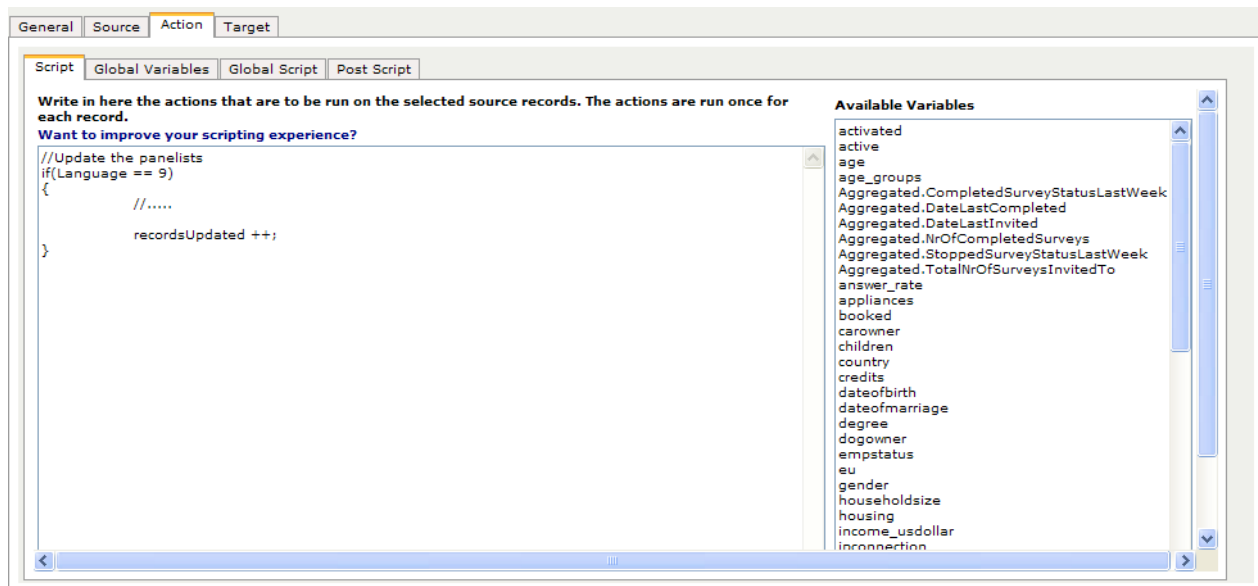 General Source Action Target
Script Global Variables Global Script Post Script
Write in here the actions that are to be run on the selected source records. The actions are run once for
each record.
Want to improve your scripting experience?
//Update the panelists
if(Language == 9)
{
//.....
recordsUpdated ++;
}
Available Variables
activated
active
age
age_groups
Aggregated.CompletedSurveyStatusLastWeek
Aggregated.DateLastCompleted
Aggregated.DateLastInvited
Aggregated.NrOfCompletedSurveys
Aggregated.StoppedSurveyStatusLastWeek
Aggregated.TotalNrOfSurveysInvitedTo
answer_rate
appliances
booked
carowner
children
country
credits
dateofbirth
dateofmarriage
degree
dogowner
empstatus
eu
gender
householdsize
housing
income_usdollar
inconnection